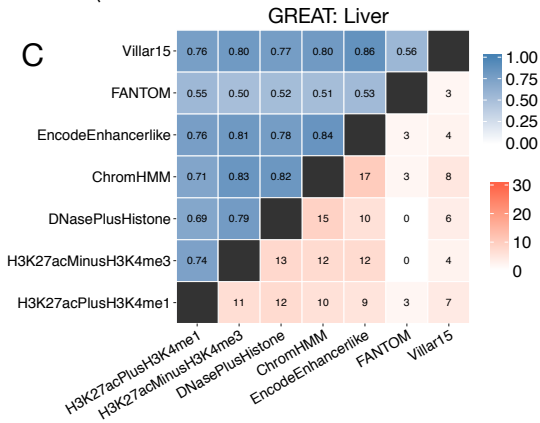 GREAT: Liver
C
Villar15 0.76 0.80 0.77 0.80 0.86 0.56
FANTOM 0.55 0.50 0.52 0.51 0.53 3
EncodeEnhancerlike 0.76 0.81 0.78 0.84 3 4
ChromHMM 0.71 0.83 0.82 17 3 8
DNasePlusHistone 0.69 0.79 15 10 0 6
H3K27acMinusH3K4me3 0.74 13 12 12 0 4
H3K27acPlusH3K4me1 11 12 10 9 3 7
H3K27acPlusH3K4me1
H3K27acMinusH3K4me3
DNasePlusHistone
ChromHMM
EncodeEnhancerlike
FANTOM
Villar15
1.00
0.75
0.50
0.25
0.00
30
20
10
0